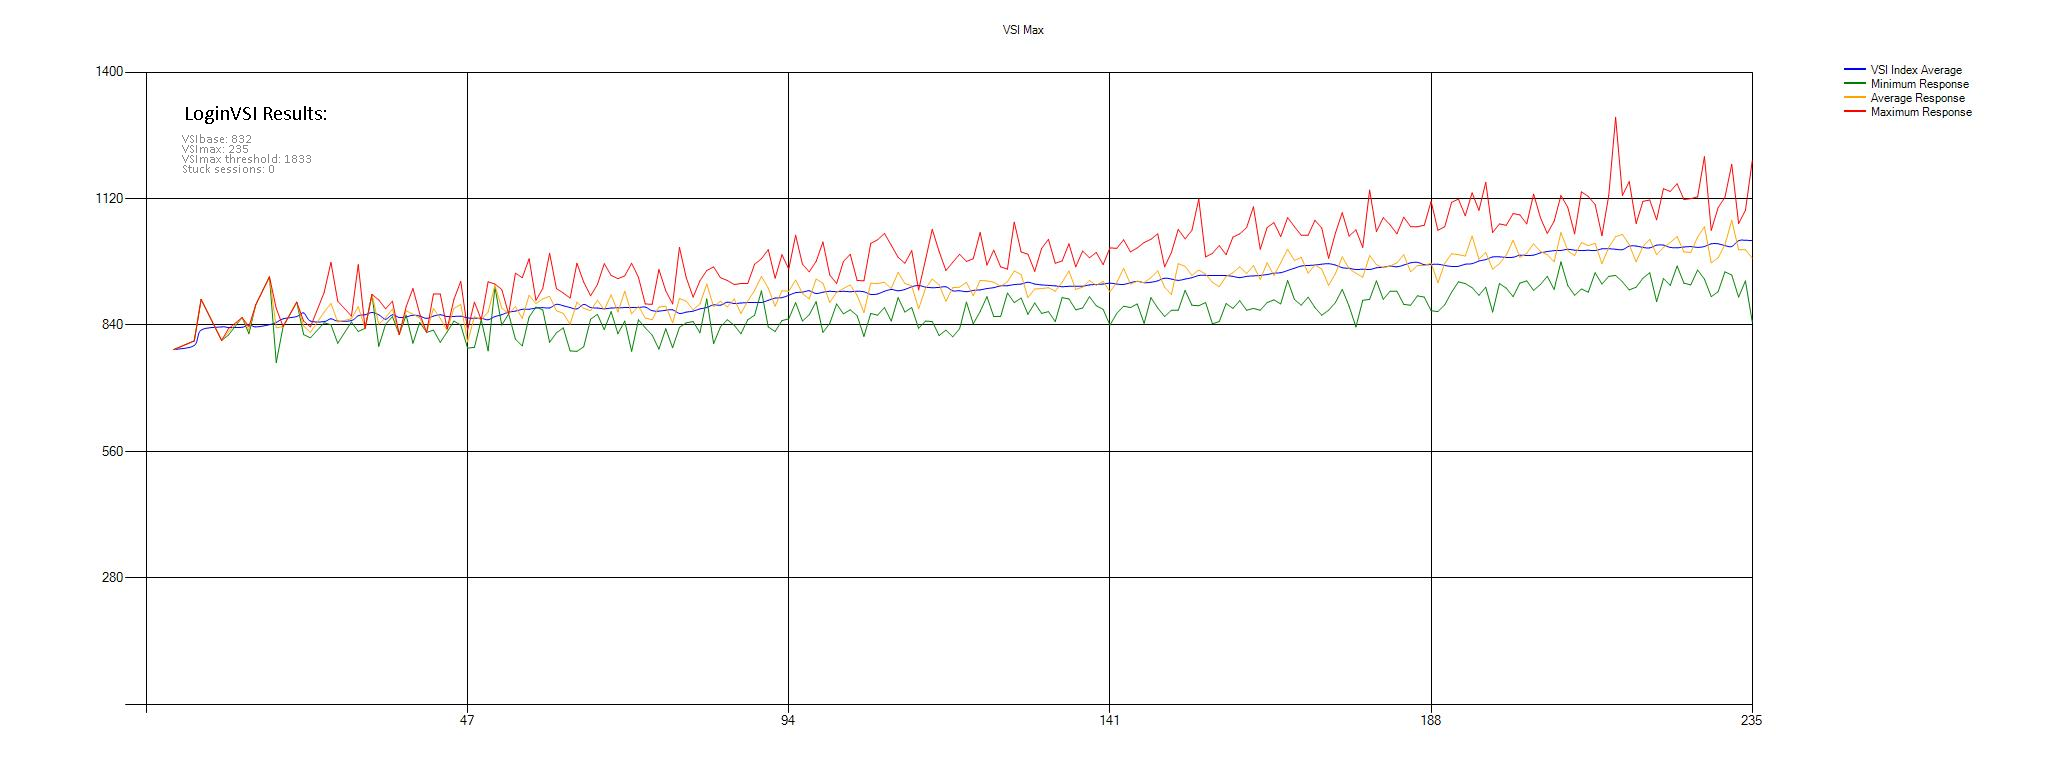 VSI Max
1400
1120
840
560
280
47
94
141
188
235
LoginVSI Results:
VSIbase: 832
VSImax: 235
VSImax threshold: 1833
Stuck sessions: 0
VSI Index Average
Minimum Response
Average Response
Maximum Response